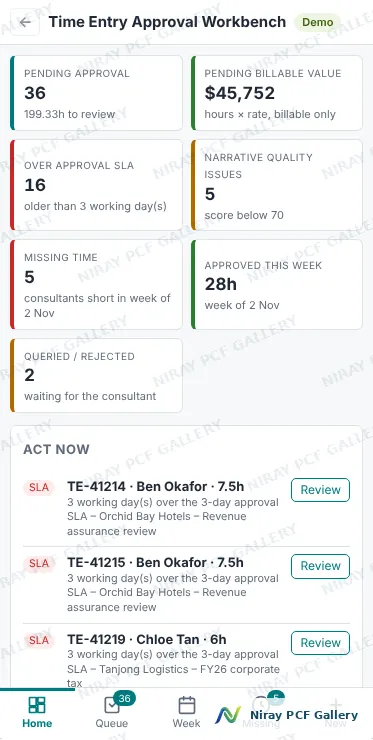 Time Entry Approval Workbench
Demo
PENDING APPROVAL
36
199.33h to review
PENDING BILLABLE VALUE
$45,752
hours × rate, billable only
OVER APPROVAL SLA
16
older than 3 working day(s)
NARRATIVE QUALITY
ISSUES
5
score below 70
MISSING TIME
5
consultants short in week of
2 Nov
APPROVED THIS WEEK
28h
week of 2 Nov
QUERIED / REJECTED
2
waiting for the consultant
ACT NOW
SLA
TE-41214 · Ben Okafor · 7.5h
3 working day(s) over the 3-day approval
SLA – Orchid Bay Hotels – Revenue
assurance review
Review
SLA
TE-41215 · Ben Okafor · 7.5h
3 working day(s) over the 3-day approval
SLA – Orchid Bay Hotels – Revenue
assurance review
Review
SLA
TE-41219 · Chloe Tan · 6h
3 working day(s) over the 3-day approval
SLA – Tanjong Logistics – FY26 corporate
tax
Review
Home
36
Queue
Week
5
Missing
New
Niray PCF Gallery
NIRAY PCF GALLERY